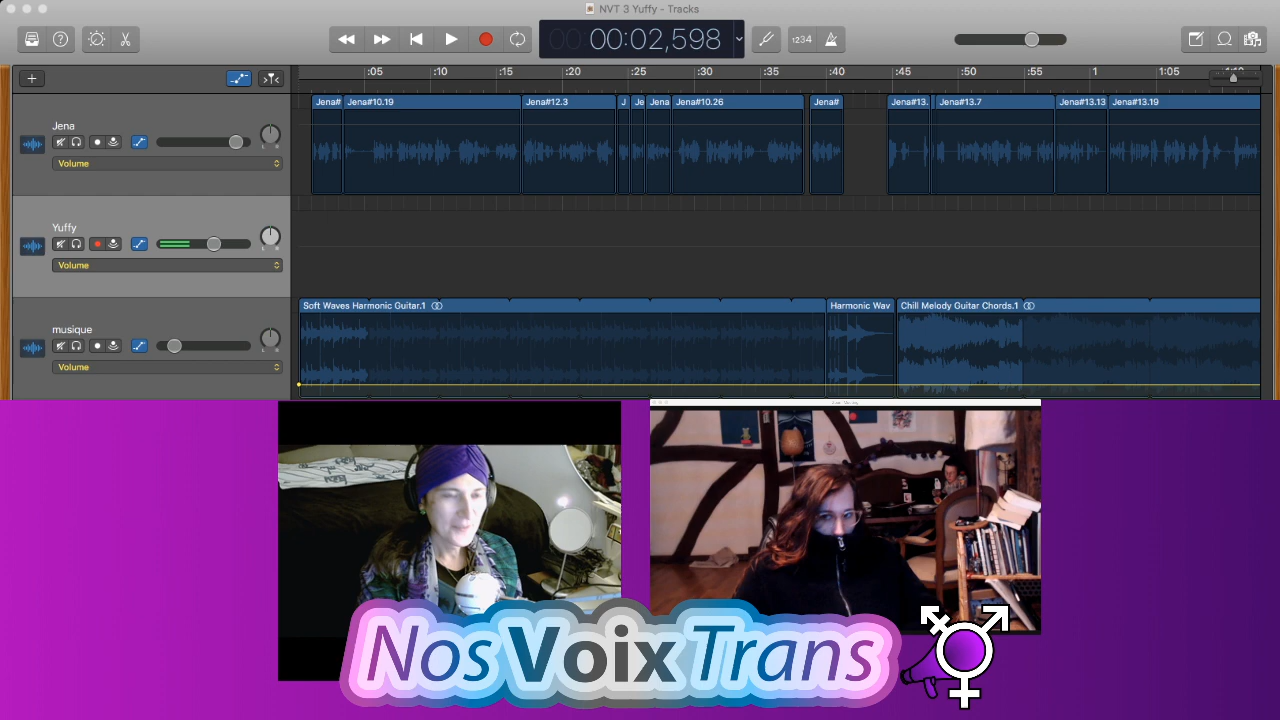 NVT 3 Yuffy - Tracks
00:02,598
1234
:05 :10 :15 :20 :25 :30 :35 :40 :45 :50 :55 1 1:05
Jena# Jena#10.19 Jena#12.3 J Je Jena Jena#10.26 Jena# Jena#13. Jena#13.7 Jena#13.13 Jena#13.19
Jena
Volume
Yuffy
Volume
Soft Waves Harmonic Guitar.1 Harmonic Wav Chill Melody Guitar Chords.1
musique
Volume
Nos Voix Trans